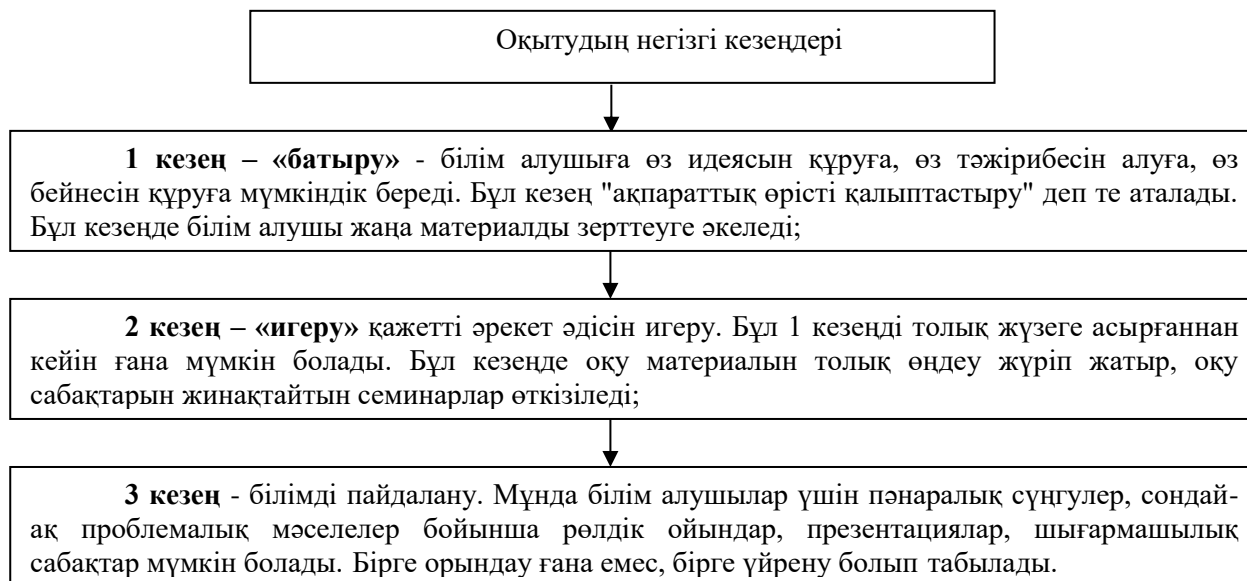 Оқытудың негізгі кезеңдері
1 кезең – «батыру» - білім алушыға өз идеясын құруға, өз тәжірибесін алуға, өз
бейнесін құруға мүмкіндік береді. Бұл кезең "ақпараттық өрісті қалыптастыру" деп те аталады.
Бұл кезеңде білім алушы жаңа материалды зерттеуге әкеледі;
2 кезең – «игеру» қажетті әрекет әдісін игеру. Бұл 1 кезеңді толық жүзеге асырғаннан
кейін ғана мүмкін болады. Бұл кезеңде оқу материалын толық өңдеу жүріп жатыр, оқу
сабақтарын жинақтайтын семинарлар өткізіледі;
3 кезең - білімді пайдалану. Мұнда білім алушылар үшін пәнаралық сүңгулер, сондай-
ақ проблемалық мәселелер бойынша рөлдік ойындар, презентациялар, шығармашылық
сабақтар мүмкін болады. Бірге орындау ғана емес, бірге үйрену болып табылады.